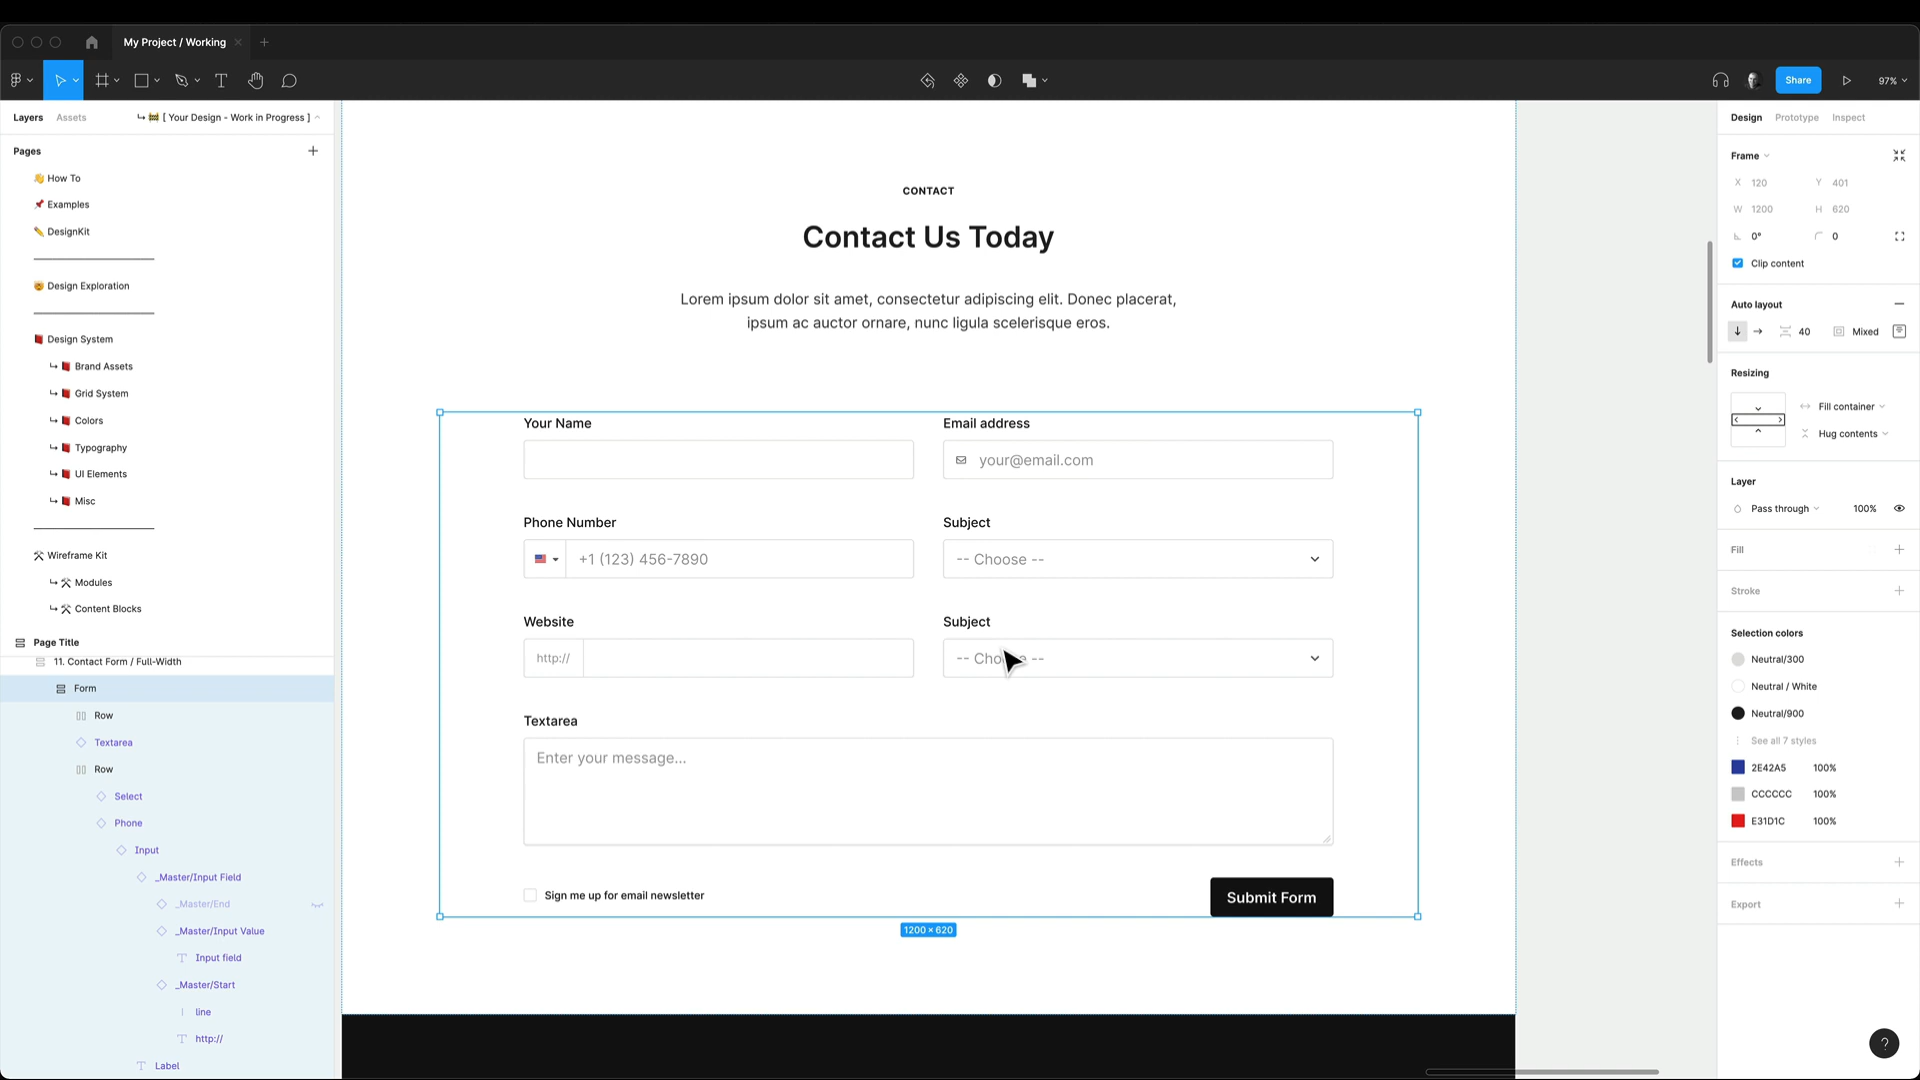 My Project / Working
Share
97%
Layers
Assets
[ Your Design - Work in Progress ]
Pages
How To
Examples
DesignKit
Design Exploration
Design System
Brand Assets
Grid System
Colors
Typography
UI Elements
Misc
Wireframe Kit
Modules
Content Blocks
Page Title
11. Contact Form / Full-Width
Form
Row
Textarea
Row
Select
Phone
Input
_Master/Input Field
_Master/End
_Master/Input Value
Input field
_Master/Start
line
http://
Label
CONTACT
Contact Us Today
Lorem ipsum dolor sit amet, consectetur adipiscing elit. Donec placerat,
ipsum ac auctor ornare, nunc ligula scelerisque eros.
Your Name
Email address
your@email.com
Phone Number
Subject
+1 (123) 456-7890
-- Choose --
Website
Subject
http://
-- Choose --
Textarea
Enter your message...
Sign me up for email newsletter
Submit Form
1200 × 620
Design
Prototype
Inspect
Frame
X 120
Y 401
W 1200
H 620
0°
0
Clip content
Auto layout
40
Mixed
Resizing
Fill container
Hug contents
Layer
Pass through
100%
Fill
Stroke
Selection colors
Neutral/300
Neutral / White
Neutral/900
See all 7 styles
2E42A5 100%
CCCCCC 100%
E31D1C 100%
Effects
Export
?